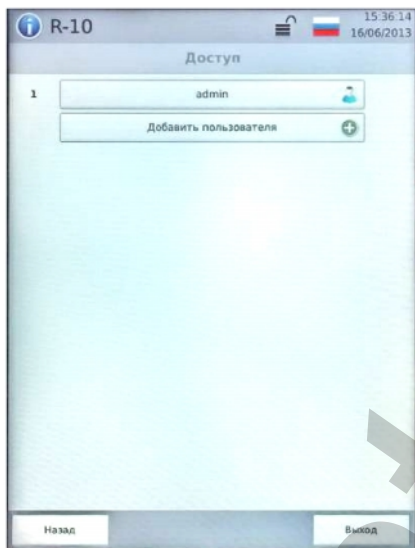 R-10
15:36:14
16/06/2013
Доступ
1 admin
Добавить пользователя
Назад Выход